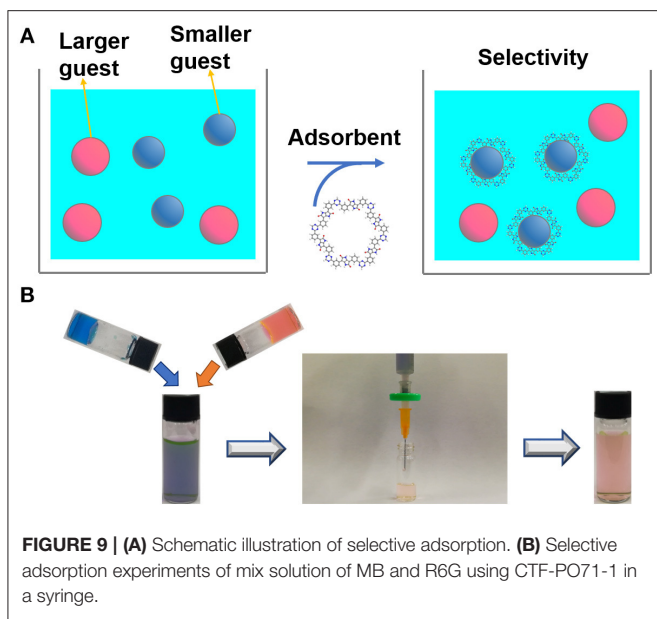 A
Larger
guest
Smaller
guest
Selectivity
Adsorbent
B
FIGURE 9 | (A) Schematic illustration of selective adsorption. (B) Selective
adsorption experiments of mix solution of MB and R6G using CTF-PO71-1 in
a syringe.